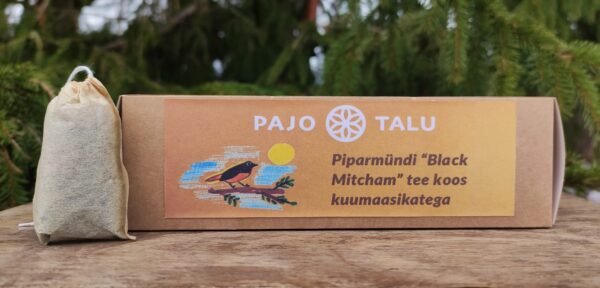 PAJO TALU
Piparmündi “Black
Mitcham” tee koos
kuumaasikatega